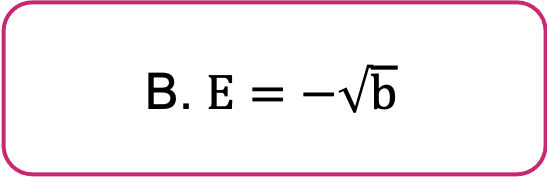 B. E = −√b